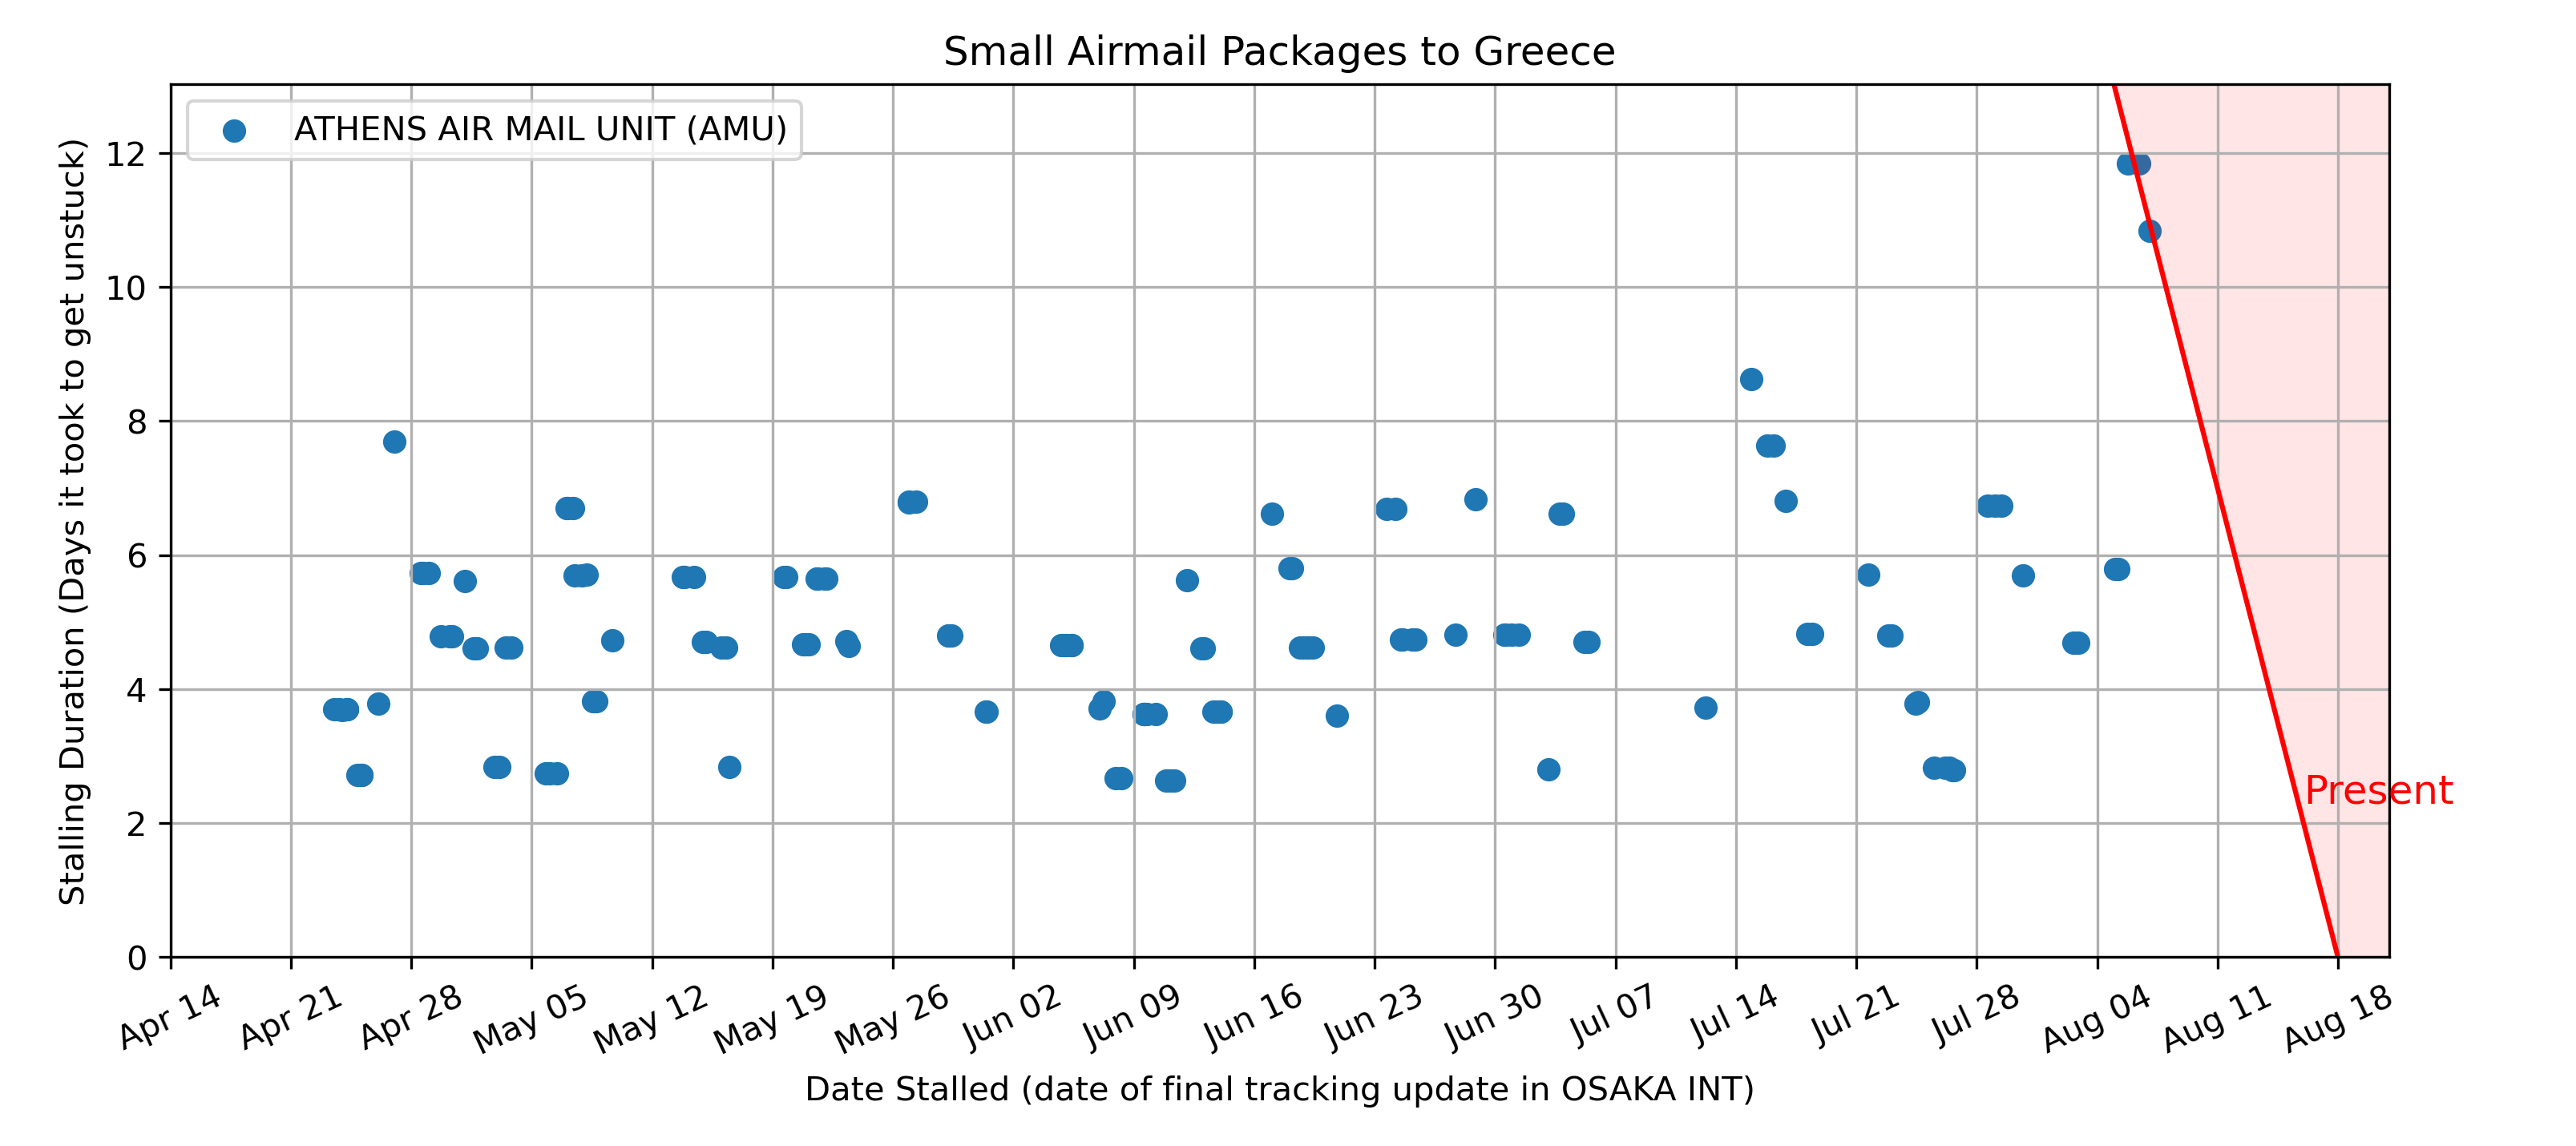 Small Airmail Packages to Greece
ATHENS AIR MAIL UNIT (AMU)
Stalling Duration (Days it took to get unstuck)
12
10
8
6
4
2
0
Present
Apr 14
Apr 21
Apr 28
May 05
May 12
May 19
May 26
Jun 02
Jun 09
Jun 16
Jun 23
Jun 30
Jul 07
Jul 14
Jul 21
Jul 28
Aug 04
Aug 11
Aug 18
Date Stalled (date of final tracking update in OSAKA INT)